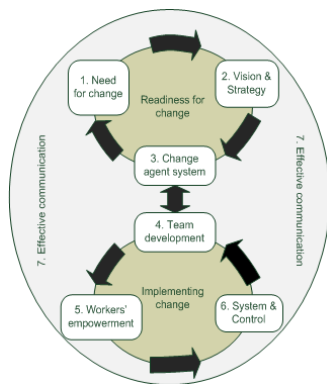 1. Need
for change
2. Vision &
Strategy
Readiness for
change
3. Change
agent system
7. Effective communication
7. Effective communication
4. Team
development
Implementing
change
5. Workers'
empowerment
6. System &
Control